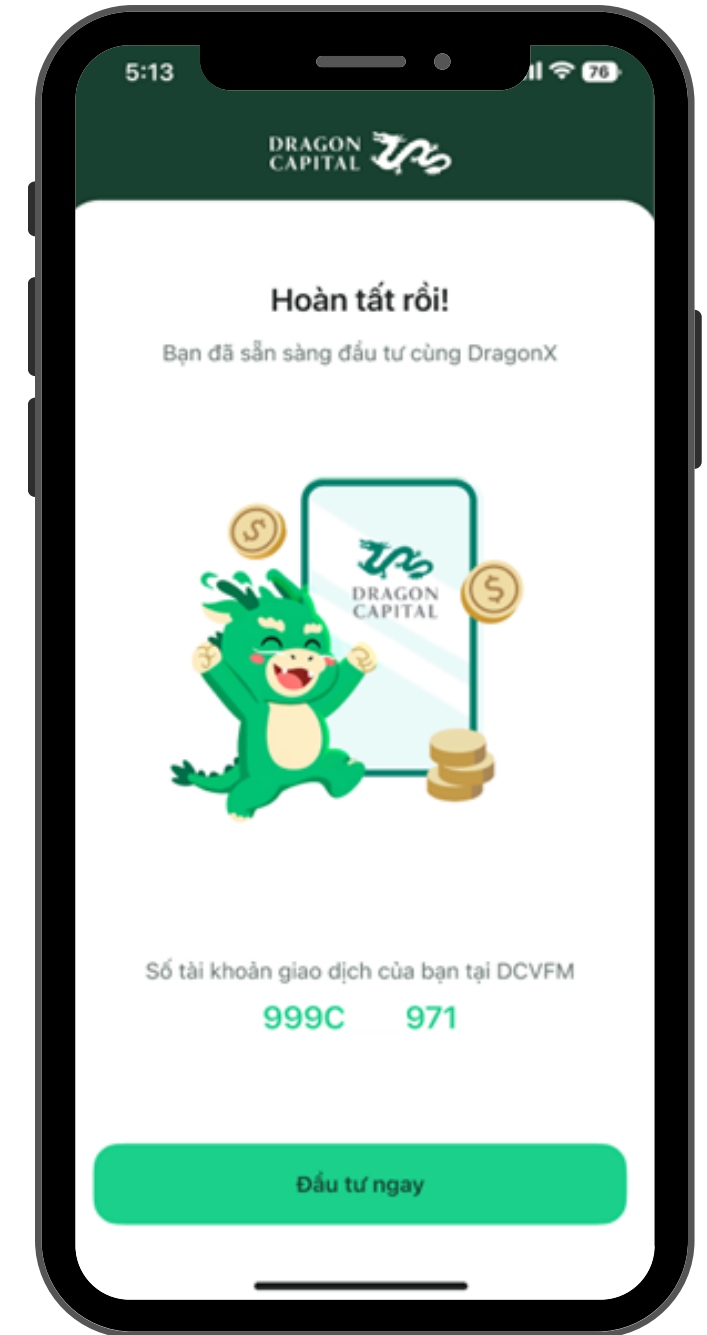 5:13
76
DRAGON
CAPITAL
Hoàn tất rồi!
Bạn đã sẵn sàng đầu tư cùng DragonX
$
$
DRAGON
CAPITAL
Số tài khoản giao dịch của bạn tại DCVFM
999C 971
Đầu tư ngay